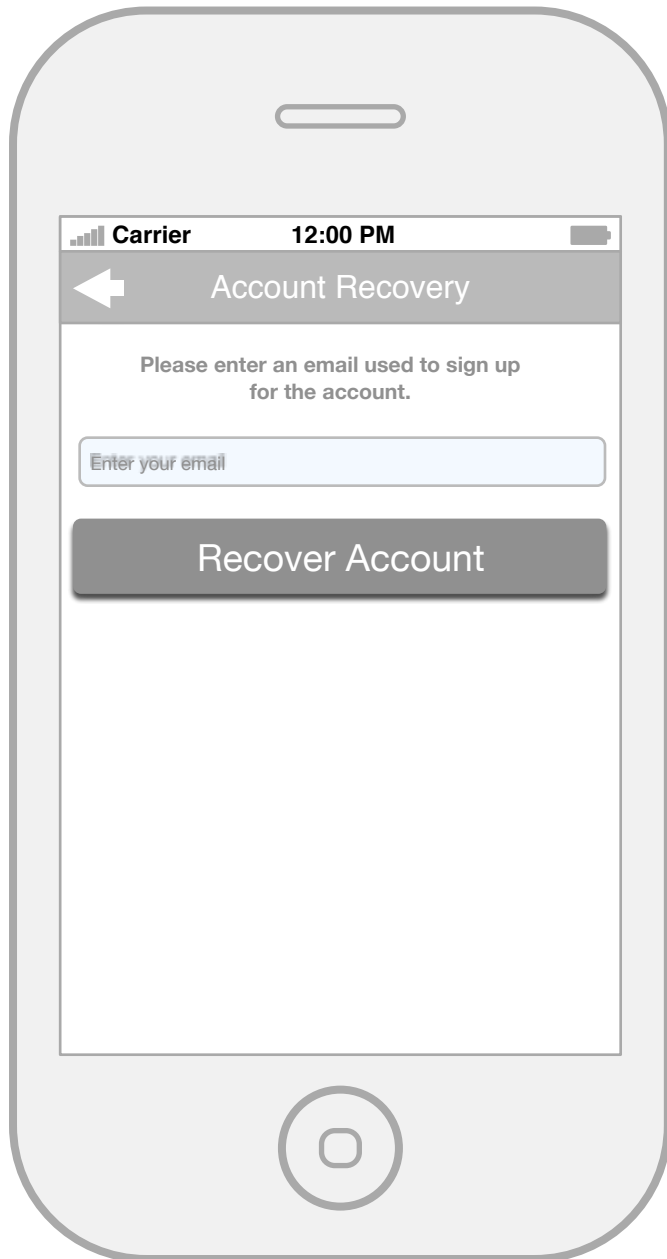 Carrier 12:00 PM
Account Recovery
Please enter an email used to sign up
for the account.
Enter your email
Recover Account